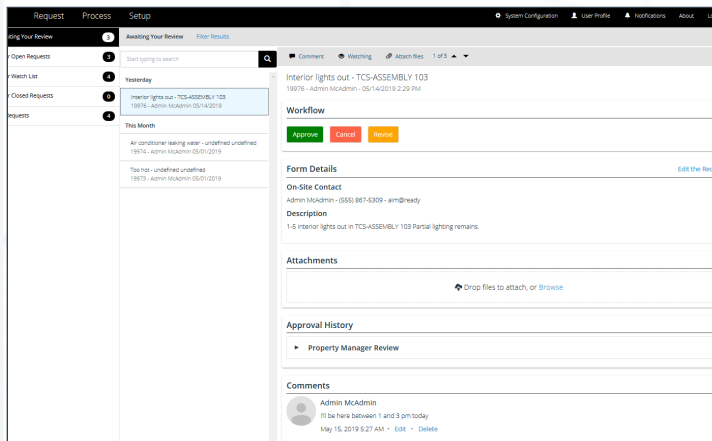 Request Process Setup
System Configuration User Profile Notifications About
iting Your Review 3
Awaiting Your Review Filter Results
r Open Requests 3
r Watch List 4
r Closed Requests 0
equests 4
Start typing to search
Yesterday
Interior lights out - TCS-ASSEMBLY 103
19976 - Admin McAdmin 05/14/2019
This Month
Air conditioner leaking water - undefined undefined
19974 - Admin McAdmin 05/01/2019
Too hot - undefined undefined
19973 - Admin McAdmin 05/01/2019
Comment Watching Attach files 1 of 3
Interior lights out - TCS-ASSEMBLY 103
19976 - Admin McAdmin - 05/14/2019 2:29 PM
Workflow
Approve Cancel Revise
Form Details Edit the Rec
On-Site Contact
Admin McAdmin - (555) 867-5309 - aim@ready
Description
1-5 Interior lights out in TCS-ASSEMBLY 103 Partial lighting remains.
Attachments
Drop files to attach, or Browse
Approval History
Property Manager Review
Comments
Admin McAdmin
I'll be here between 1 and 3 pm today
May 15, 2019 5:27 AM • Edit • Delete